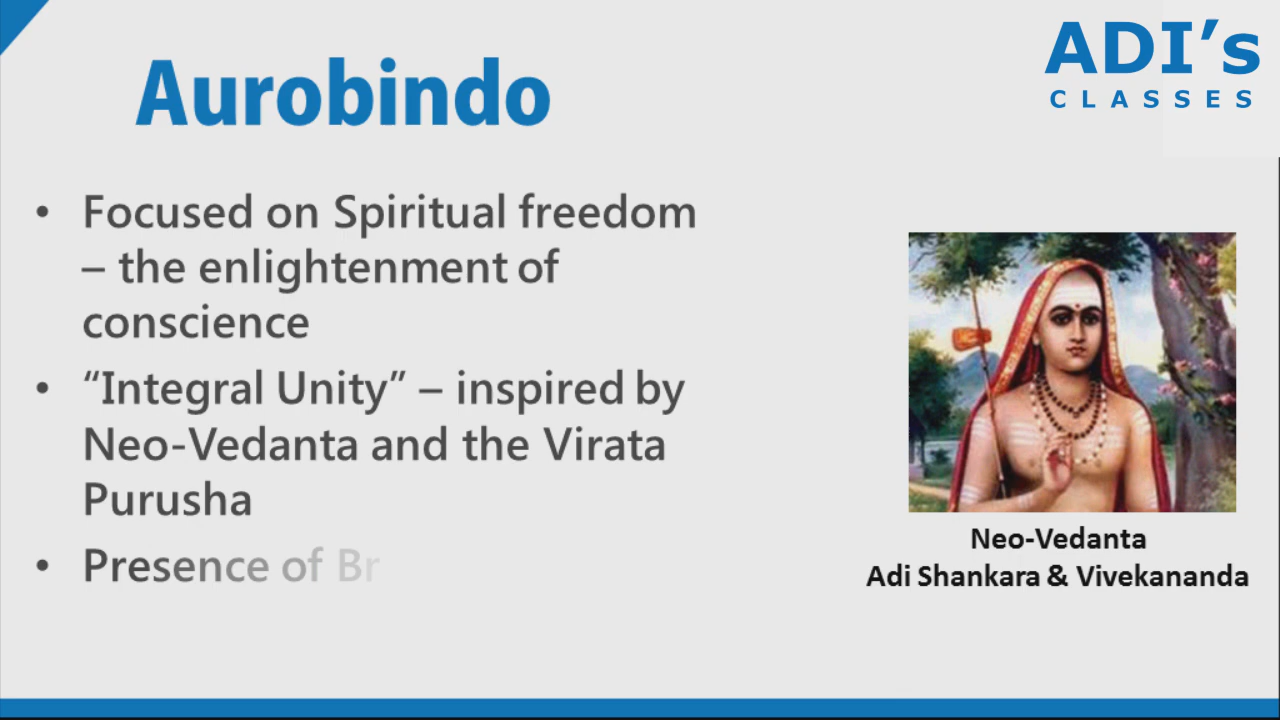 ADI's
CLASSES
Aurobindo
• Focused on Spiritual freedom
– the enlightenment of
conscience
• “Integral Unity” – inspired by
Neo-Vedanta and the Virata
Purusha
• Presence of Br
Neo-Vedanta
Adi Shankara & Vivekananda